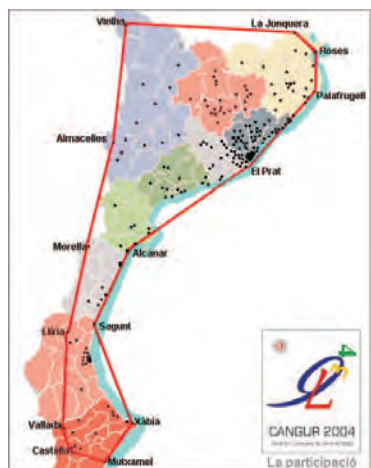 Vielha
La Jonquera
Roses
Palafrugell
Almacelles
El Prat
Morella
Alcanar
Sagunt
Llíria
Xàbia
Vallada
Castellut
Mutxamel
CANGUR 2004
La participació